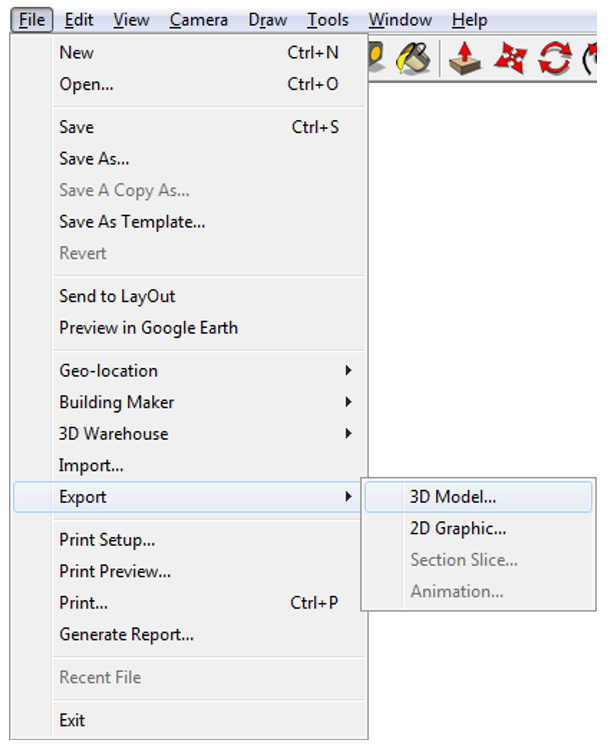 File Edit View Camera Draw Tools Window Help
New Ctrl+N
Open... Ctrl+O
Save Ctrl+S
Save As...
Save A Copy As...
Save As Template...
Revert
Send to LayOut
Preview in Google Earth
Geo-location
Building Maker
3D Warehouse
Import...
Export
3D Model...
2D Graphic...
Section Slice...
Animation...
Print Setup...
Print Preview...
Print... Ctrl+P
Generate Report...
Recent File
Exit